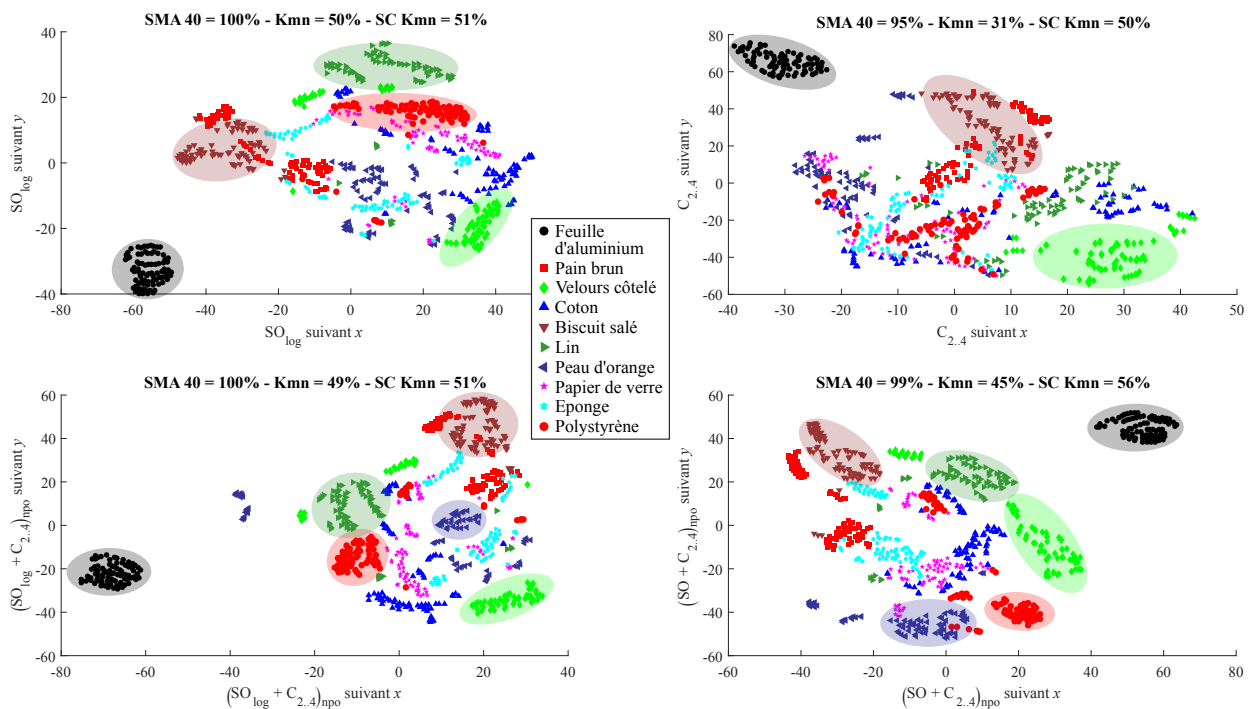 SMA 40 = 100% - Kmn = 50% - SC Kmn = 51%
40
20
0
-20
-40
SO_log suivant y
-80
-60
-40
-20
0
20
40
SO_log suivant x
SMA 40 = 95% - Kmn = 31% - SC Kmn = 50%
80
60
40
20
0
-20
-40
-60
C_2..4 suivant y
-40
-30
-20
-10
0
10
20
30
40
50
C_2..4 suivant x
Feuille
d'aluminium
Pain brun
Velours côtelé
Coton
Biscuit salé
Lin
Peau d'orange
Papier de verre
Eponge
Polystyrène
SMA 40 = 100% - Kmn = 49% - SC Kmn = 51%
60
40
20
0
-20
-40
-60
(SO_log + C_2..4)_npo suivant y
-80
-60
-40
-20
0
20
40
(SO_log + C_2..4)_npo suivant x
SMA 40 = 99% - Kmn = 45% - SC Kmn = 56%
60
40
20
0
-20
-40
-60
(SO + C_2..4)_npo suivant y
-60
-40
-20
0
20
40
60
80
(SO + C_2..4)_npo suivant x